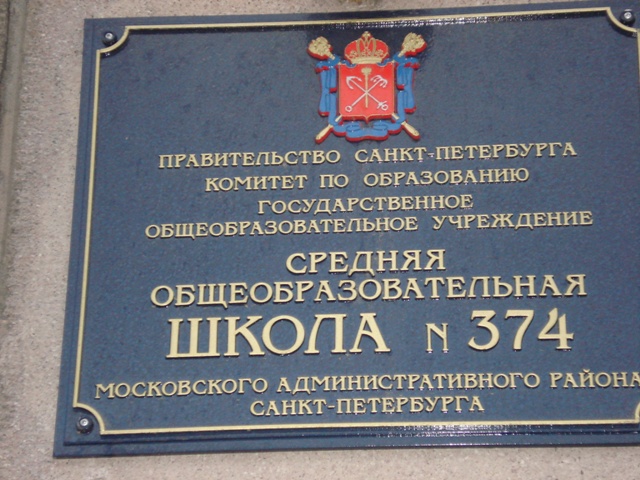 ПРАВИТЕЛЬСТВО САНКТ-ПЕТЕРБУРГА
КОМИТЕТ ПО ОБРАЗОВАНИЮ
ГОСУДАРСТВЕННОЕ
ОБЩЕОБРАЗОВАТЕЛЬНОЕ УЧРЕЖДЕНИЕ
СРЕДНЯЯ
ОБЩЕОБРАЗОВАТЕЛЬНАЯ
ШКОЛА N 374
МОСКОВСКОГО АДМИНИСТРАТИВНОГО РАЙОНА
САНКТ-ПЕТЕРБУРГА